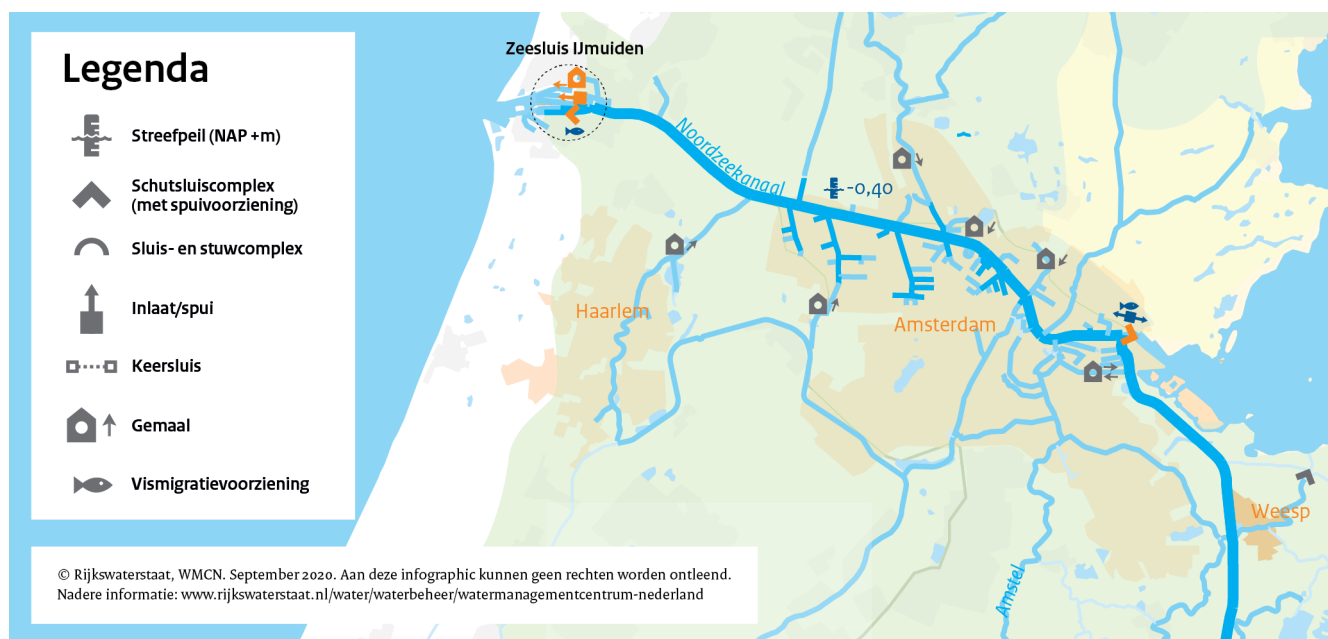 Legenda
Streefpeil (NAP +m)
Schutsluiscomplex
(met spuivoorziening)
Sluis- en stuwcomplex
Inlaat/spui
Keersluis
Gemaal
Vismigratievoorziening
© Rijkswaterstaat, WMCN. September 2020. Aan deze infographic kunnen geen rechten worden ontleend.
Nadere informatie: www.rijkswaterstaat.nl/water/waterbeheer/watermanagementcentrum-nederland
Zeesluis IJmuiden
Noordzeekanaal
-0,40
Haarlem
Amsterdam
Weesp
Amstel